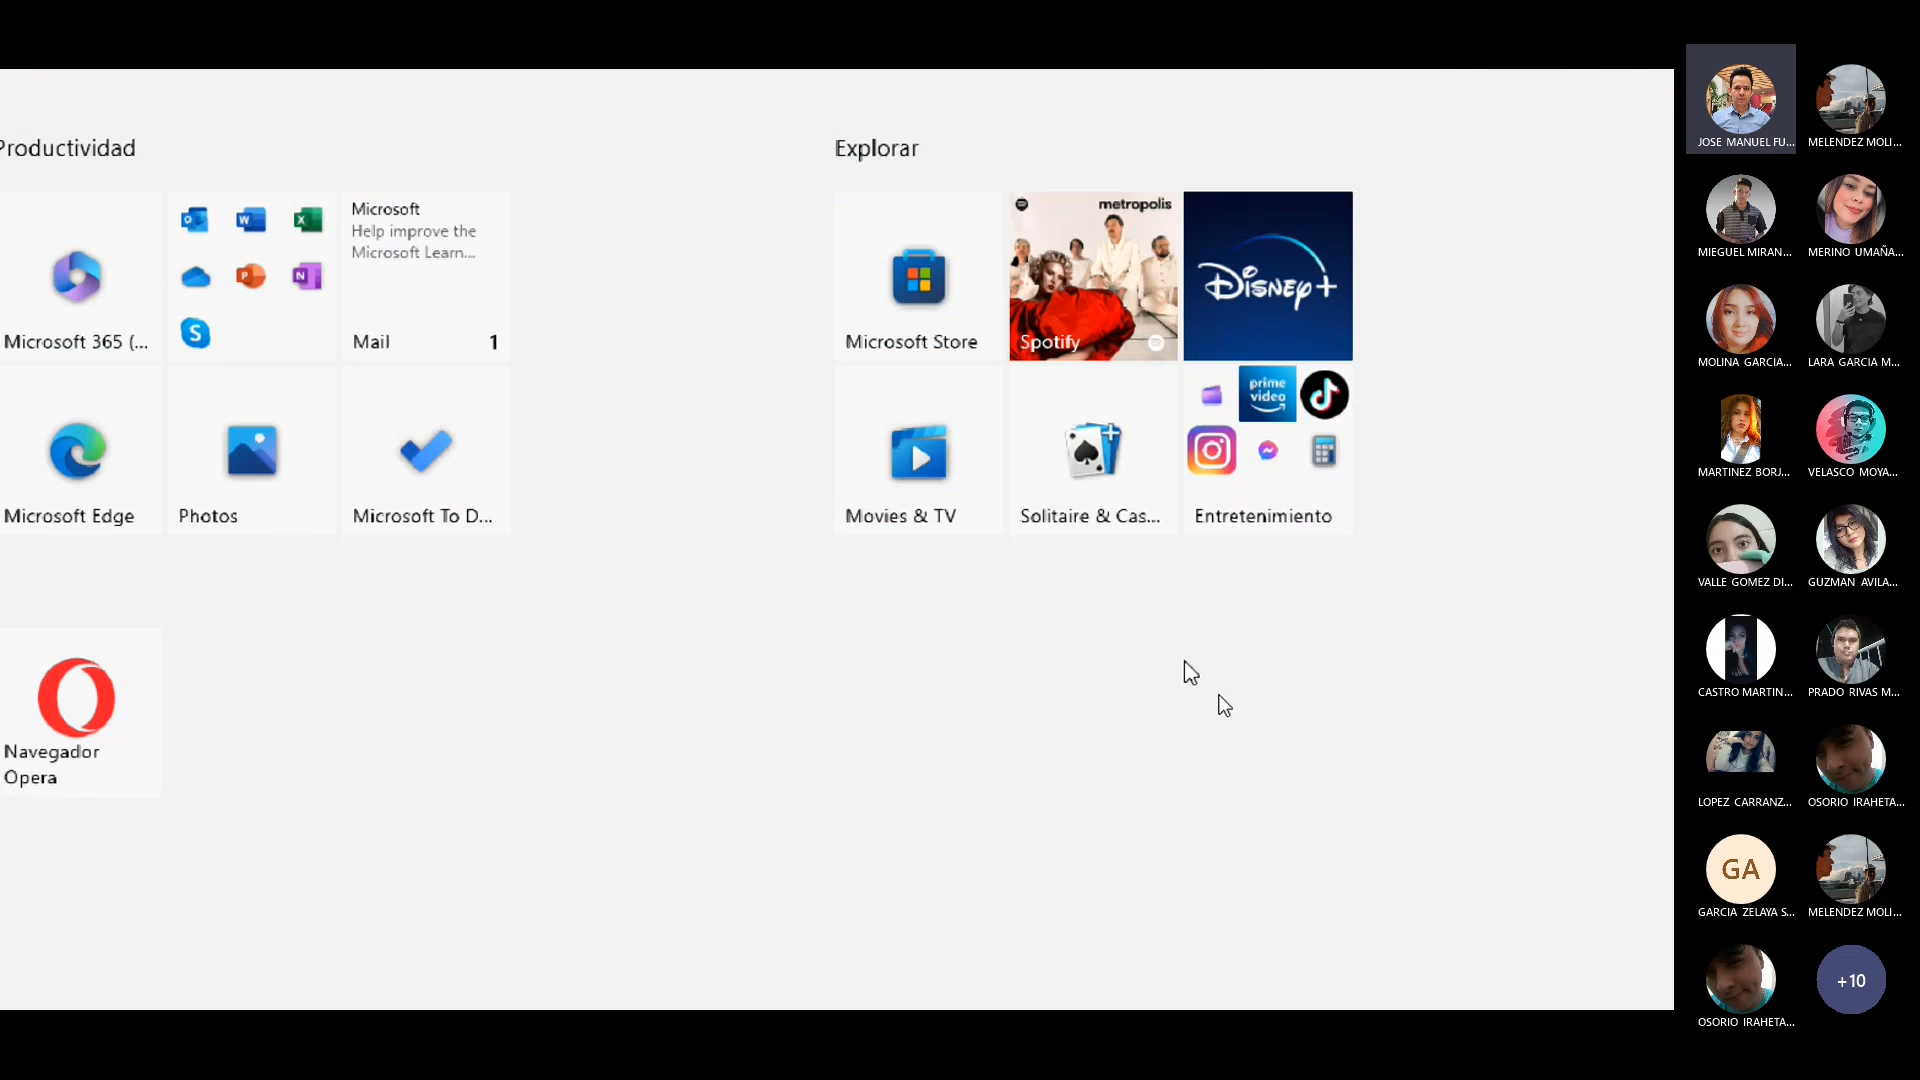 Productividad
Explorar
Microsoft
Help improve the
Microsoft Learn...
Microsoft 365 (...
Mail 1
Microsoft Store
metropolis
Spotify
Disney+
Microsoft Edge
Photos
Microsoft To D...
Movies & TV
Solitaire & Cas...
prime
video
Entretenimiento
Navegador
Opera
JOSE MANUEL FU...
MELENDEZ MOLI...
MIEGUEL MIRAN...
MERINO UMAÑA...
MOLINA GARCIA...
LARA GARCIA M...
MARTINEZ BORJ...
VELASCO MOYA...
VALLE GOMEZ DI...
GUZMAN AVILA...
CASTRO MARTIN...
PRADO RIVAS M...
LOPEZ CARRANZ...
OSORIO IRAHETA...
GA
GARCIA ZELAYA S...
MELENDEZ MOLI...
OSORIO IRAHETA...
+10